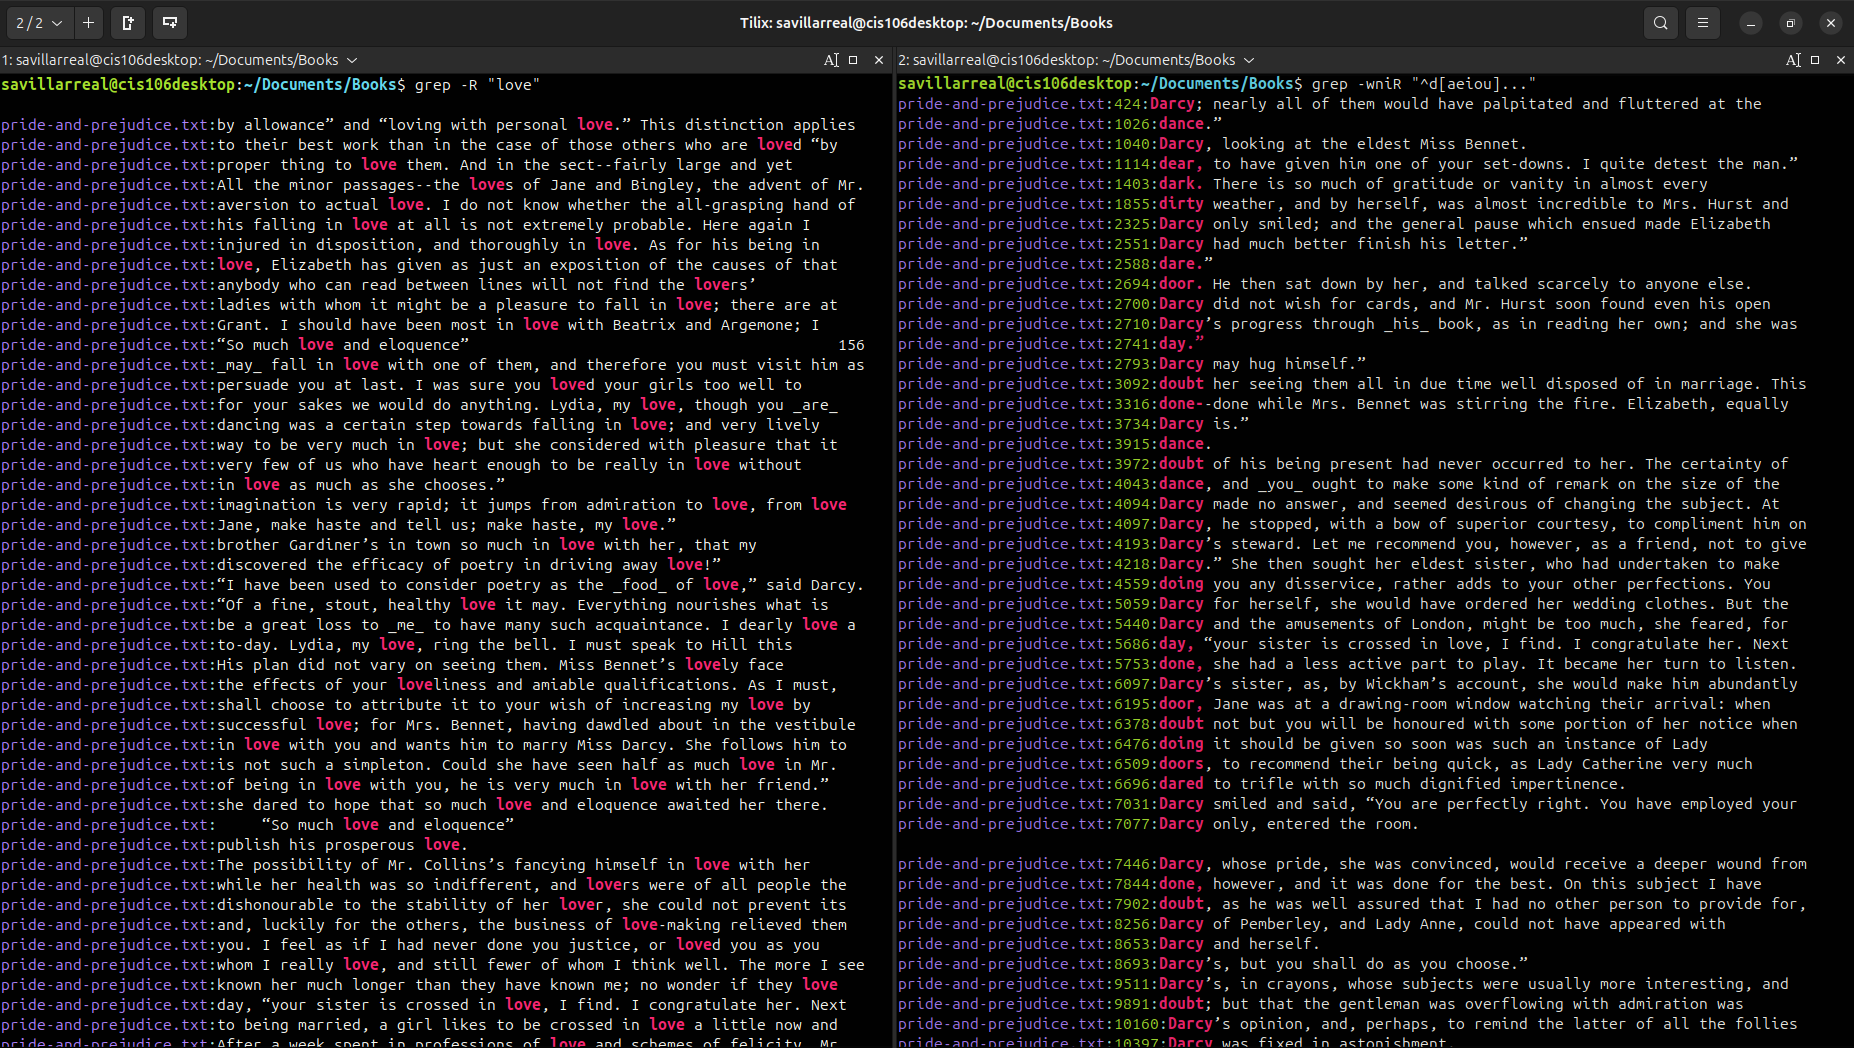 2 / 2
Tilix: savillarreal@cis106desktop: ~/Documents/Books
1: savillarreal@cis106desktop: ~/Documents/Books
savillarreal@cis106desktop:~/Documents/Books$ grep -R "love"
pride-and-prejudice.txt:by allowance” and “loving with personal love.” This distinction applies
pride-and-prejudice.txt:to their best work than in the case of those others who are loved “by
pride-and-prejudice.txt:proper thing to love them. And in the sect--fairly large and yet
pride-and-prejudice.txt:All the minor passages--the loves of Jane and Bingley, the advent of Mr.
pride-and-prejudice.txt:aversion to actual love. I do not know whether the all-grasping hand of
pride-and-prejudice.txt:his falling in love at all is not extremely probable. Here again I
pride-and-prejudice.txt:injured in disposition, and thoroughly in love. As for his being in
pride-and-prejudice.txt:love, Elizabeth has given as just an exposition of the causes of that
pride-and-prejudice.txt:anybody who can read between lines will not find the lovers’
pride-and-prejudice.txt:ladies with whom it might be a pleasure to fall in love; there are at
pride-and-prejudice.txt:Grant. I should have been most in love with Beatrix and Argemone; I
pride-and-prejudice.txt:“So much love and eloquence” 156
pride-and-prejudice.txt:_may_ fall in love with one of them, and therefore you must visit him as
pride-and-prejudice.txt:persuade you at last. I was sure you loved your girls too well to
pride-and-prejudice.txt:for your sakes we would do anything. Lydia, my love, though you _are_
pride-and-prejudice.txt:dancing was a certain step towards falling in love; and very lively
pride-and-prejudice.txt:way to be very much in love; but she considered with pleasure that it
pride-and-prejudice.txt:very few of us who have heart enough to be really in love without
pride-and-prejudice.txt:in love as much as she chooses.”
pride-and-prejudice.txt:imagination is very rapid; it jumps from admiration to love, from love
pride-and-prejudice.txt:Jane, make haste and tell us; make haste, my love.”
pride-and-prejudice.txt:brother Gardiner’s in town so much in love with her, that my
pride-and-prejudice.txt:discovered the efficacy of poetry in driving away love!”
pride-and-prejudice.txt:“I have been used to consider poetry as the _food_ of love,” said Darcy.
pride-and-prejudice.txt:“Of a fine, stout, healthy love it may. Everything nourishes what is
pride-and-prejudice.txt:be a great loss to _me_ to have many such acquaintance. I dearly love a
pride-and-prejudice.txt:to-day. Lydia, my love, ring the bell. I must speak to Hill this
pride-and-prejudice.txt:His plan did not vary on seeing them. Miss Bennet’s lovely face
pride-and-prejudice.txt:the effects of your loveliness and amiable qualifications. As I must,
pride-and-prejudice.txt:shall choose to attribute it to your wish of increasing my love by
pride-and-prejudice.txt:successful love; for Mrs. Bennet, having dawdled about in the vestibule
pride-and-prejudice.txt:in love with you and wants him to marry Miss Darcy. She follows him to
pride-and-prejudice.txt:is not such a simpleton. Could she have seen half as much love in Mr.
pride-and-prejudice.txt:of being in love with you, he is very much in love with her friend.”
pride-and-prejudice.txt:she dared to hope that so much love and eloquence awaited her there.
pride-and-prejudice.txt: “So much love and eloquence”
pride-and-prejudice.txt:publish his prosperous love.
pride-and-prejudice.txt:The possibility of Mr. Collins’s fancying himself in love with her
pride-and-prejudice.txt:while her health was so indifferent, and lovers were of all people the
pride-and-prejudice.txt:dishonourable to the stability of her lover, she could not prevent its
pride-and-prejudice.txt:and, luckily for the others, the business of love-making relieved them
pride-and-prejudice.txt:you. I feel as if I had never done you justice, or loved you as you
pride-and-prejudice.txt:whom I really love, and still fewer of whom I think well. The more I see
pride-and-prejudice.txt:known her much longer than they have known me; no wonder if they love
pride-and-prejudice.txt:day, “your sister is crossed in love, I find. I congratulate her. Next
pride-and-prejudice.txt:to being married, a girl likes to be crossed in love a little now and
pride-and-prejudice.txt:After a week spent in professions of love and schemes of felicity, Mr.
2: savillarreal@cis106desktop: ~/Documents/Books
savillarreal@cis106desktop:~/Documents/Books$ grep -wniR "^d[aeiou]..."
pride-and-prejudice.txt:424:Darcy; nearly all of them would have palpitated and fluttered at the
pride-and-prejudice.txt:1026:dance.”
pride-and-prejudice.txt:1040:Darcy, looking at the eldest Miss Bennet.
pride-and-prejudice.txt:1114:dear, to have given him one of your set-downs. I quite detest the man.”
pride-and-prejudice.txt:1403:dark. There is so much of gratitude or vanity in almost every
pride-and-prejudice.txt:1855:dirty weather, and by herself, was almost incredible to Mrs. Hurst and
pride-and-prejudice.txt:2325:Darcy only smiled; and the general pause which ensued made Elizabeth
pride-and-prejudice.txt:2551:Darcy had much better finish his letter.”
pride-and-prejudice.txt:2588:dare.”
pride-and-prejudice.txt:2694:door. He then sat down by her, and talked scarcely to anyone else.
pride-and-prejudice.txt:2700:Darcy did not wish for cards, and Mr. Hurst soon found even his open
pride-and-prejudice.txt:2710:Darcy’s progress through _his_ book, as in reading her own; and she was
pride-and-prejudice.txt:2741:day.”
pride-and-prejudice.txt:2793:Darcy may hug himself.”
pride-and-prejudice.txt:3092:doubt her seeing them all in due time well disposed of in marriage. This
pride-and-prejudice.txt:3316:done--done while Mrs. Bennet was stirring the fire. Elizabeth, equally
pride-and-prejudice.txt:3734:Darcy is.”
pride-and-prejudice.txt:3915:dance.
pride-and-prejudice.txt:3972:doubt of his being present had never occurred to her. The certainty of
pride-and-prejudice.txt:4043:dance, and _you_ ought to make some kind of remark on the size of the
pride-and-prejudice.txt:4094:Darcy made no answer, and seemed desirous of changing the subject. At
pride-and-prejudice.txt:4097:Darcy, he stopped, with a bow of superior courtesy, to compliment him on
pride-and-prejudice.txt:4193:Darcy’s steward. Let me recommend you, however, as a friend, not to give
pride-and-prejudice.txt:4218:Darcy.” She then sought her eldest sister, who had undertaken to make
pride-and-prejudice.txt:4559:doing you any disservice, rather adds to your other perfections. You
pride-and-prejudice.txt:5059:Darcy for herself, she would have ordered her wedding clothes. But the
pride-and-prejudice.txt:5440:Darcy and the amusements of London, might be too much, she feared, for
pride-and-prejudice.txt:5686:day, “your sister is crossed in love, I find. I congratulate her. Next
pride-and-prejudice.txt:5753:done, she had a less active part to play. It became her turn to listen.
pride-and-prejudice.txt:6097:Darcy’s sister, as, by Wickham’s account, she would make him abundantly
pride-and-prejudice.txt:6195:door, Jane was at a drawing-room window watching their arrival: when
pride-and-prejudice.txt:6378:doubt not but you will be honoured with some portion of her notice when
pride-and-prejudice.txt:6476:doing it should be given so soon was such an instance of Lady
pride-and-prejudice.txt:6509:doors, to recommend their being quick, as Lady Catherine very much
pride-and-prejudice.txt:6696:dared to trifle with so much dignified impertinence.
pride-and-prejudice.txt:7031:Darcy smiled and said, “You are perfectly right. You have employed your
pride-and-prejudice.txt:7077:Darcy only, entered the room.
pride-and-prejudice.txt:7446:Darcy, whose pride, she was convinced, would receive a deeper wound from
pride-and-prejudice.txt:7844:done, however, and it was done for the best. On this subject I have
pride-and-prejudice.txt:7902:doubt, as he was well assured that I had no other person to provide for,
pride-and-prejudice.txt:8256:Darcy of Pemberley, and Lady Anne, could not have appeared with
pride-and-prejudice.txt:8653:Darcy and herself.
pride-and-prejudice.txt:8693:Darcy’s, but you shall do as you choose.”
pride-and-prejudice.txt:9511:Darcy’s, in crayons, whose subjects were usually more interesting, and
pride-and-prejudice.txt:9891:doubt; but that the gentleman was overflowing with admiration was
pride-and-prejudice.txt:10160:Darcy’s opinion, and, perhaps, to remind the latter of all the follies
pride-and-prejudice.txt:10397:Darcy was fixed in astonishment.